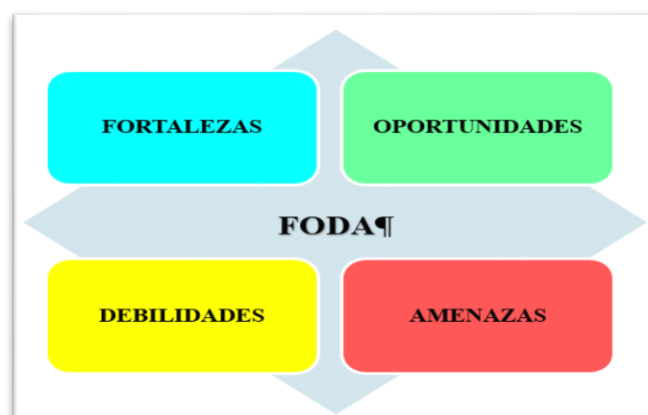 FORTALEZAS
OPORTUNIDADES
FODA¶
DEBILIDADES
AMENAZAS